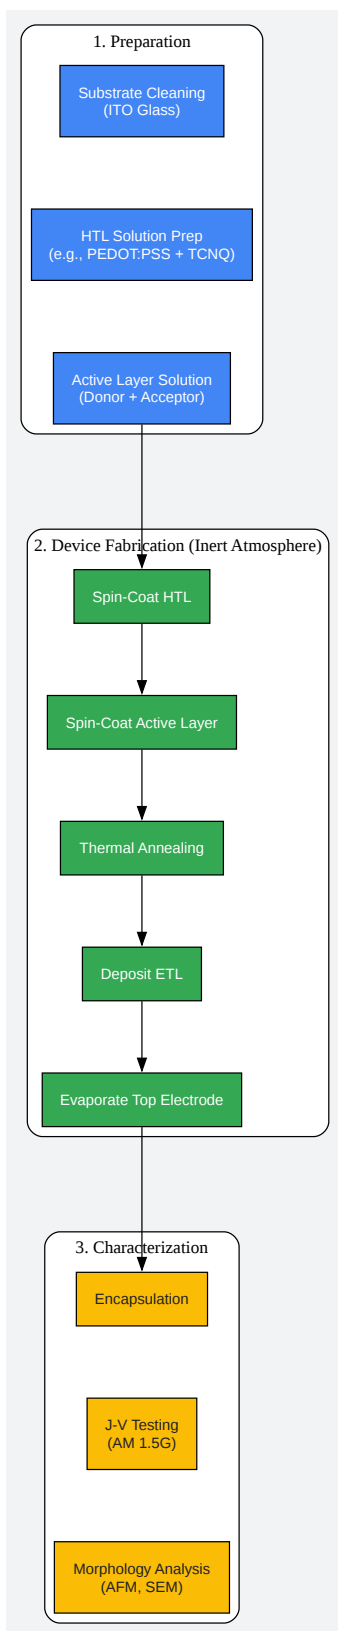 1. Preparation
Substrate Cleaning
(ITO Glass)
HTL Solution Prep
(e.g., PEDOT:PSS + TCNQ)
Active Layer Solution
(Donor + Acceptor)
2. Device Fabrication (Inert Atmosphere)
Spin-Coat HTL
Spin-Coat Active Layer
Thermal Annealing
Deposit ETL
Evaporate Top Electrode
3. Characterization
Encapsulation
J-V Testing
(AM 1.5G)
Morphology Analysis
(AFM, SEM)